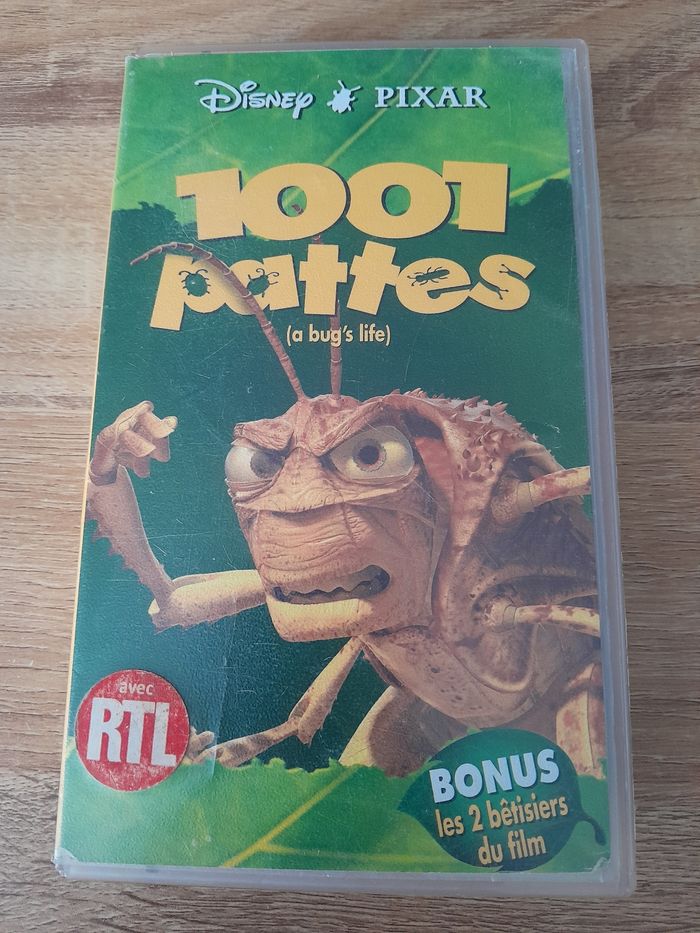 Disney PIXAR
1001
pattes
(a bug's life)
avec
RTL
BONUS
les 2 bêtisiers
du film